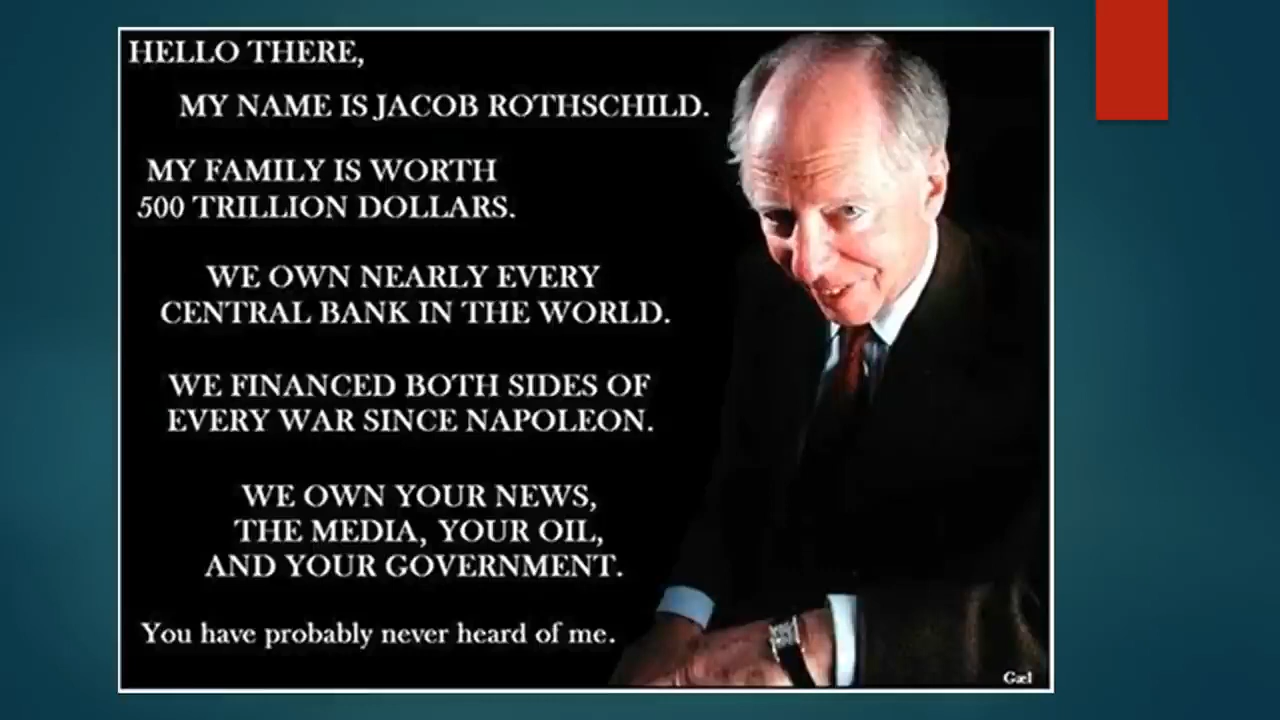 HELLO THERE,
MY NAME IS JACOB ROTHSCHILD.
MY FAMILY IS WORTH
500 TRILLION DOLLARS.
WE OWN NEARLY EVERY
CENTRAL BANK IN THE WORLD.
WE FINANCED BOTH SIDES OF
EVERY WAR SINCE NAPOLEON.
WE OWN YOUR NEWS,
THE MEDIA, YOUR OIL,
AND YOUR GOVERNMENT.
You have probably never heard of me.
Gæl